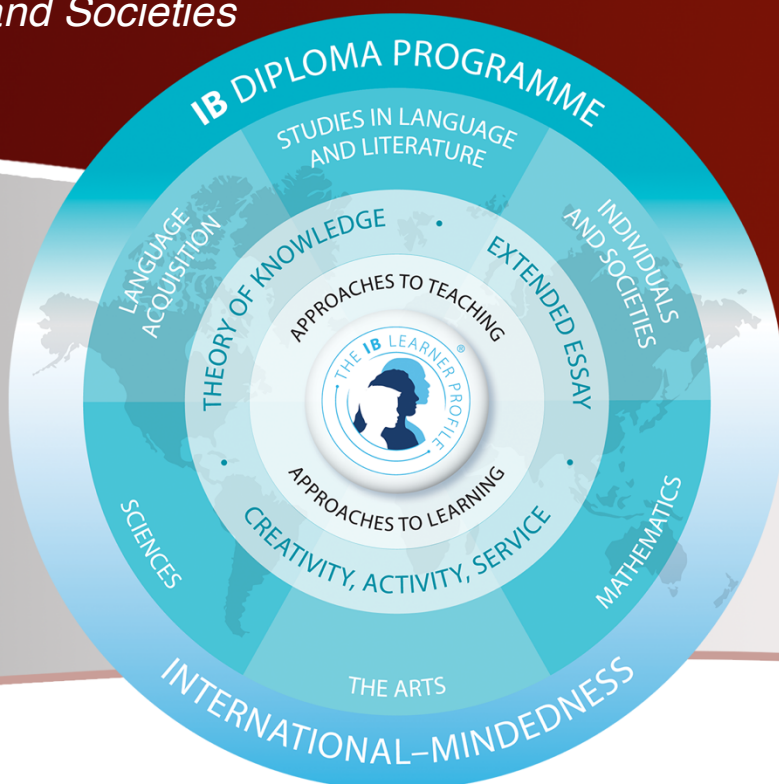 and Societies
IB DIPLOMA PROGRAMME
STUDIES IN LANGUAGE
AND LITERATURE
LANGUAGE
ACQUISITION
INDIVIDUALS
AND SOCIETIES
THEORY OF KNOWLEDGE
EXTENDED ESSAY
APPROACHES TO TEACHING
THE IB LEARNER PROFILE®
APPROACHES TO LEARNING
CREATIVITY, ACTIVITY, SERVICE
SCIENCES
MATHEMATICS
THE ARTS
INTERNATIONAL–MINDEDNESS